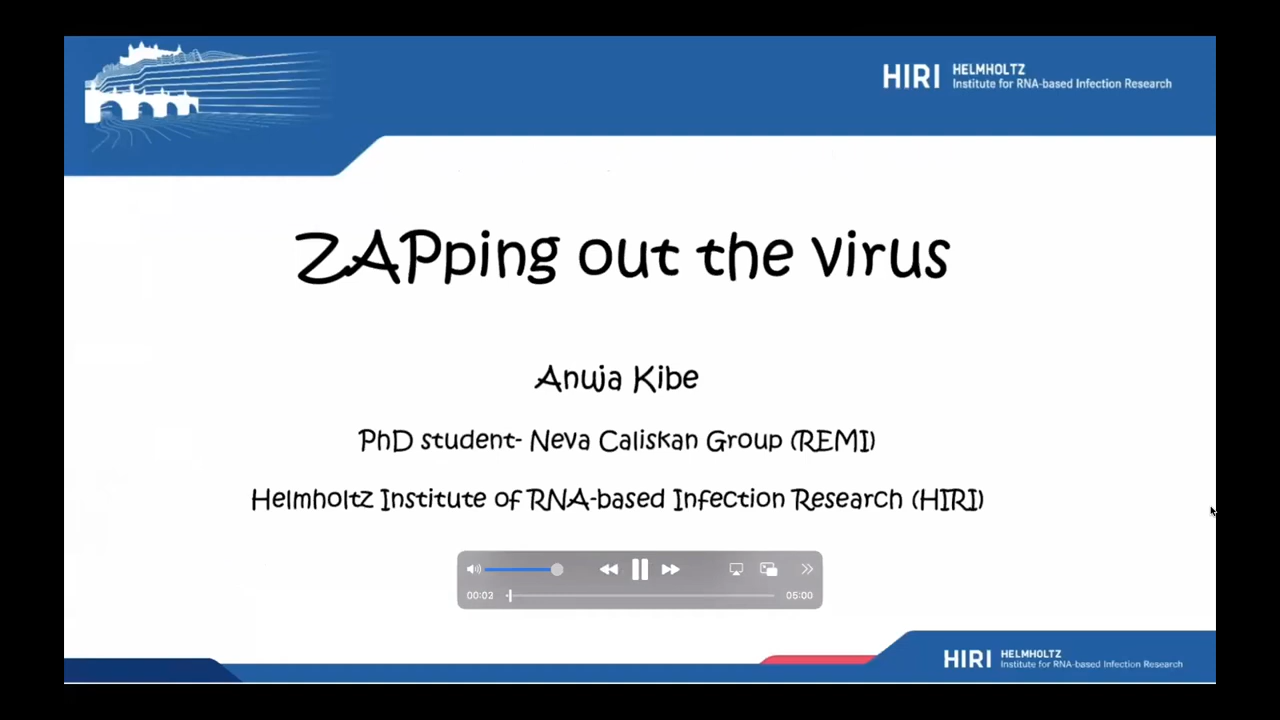 HIRI HELMHOLTZ
Institute for RNA-based Infection Research
ZAPping out the virus
Anuja Kibe
PhD student- Neva Caliskan Group (REMI)
Helmholtz Institute of RNA-based Infection Research (HIRI)
00:02
05:00
HIRI HELMHOLTZ
Institute for RNA-based Infection Research